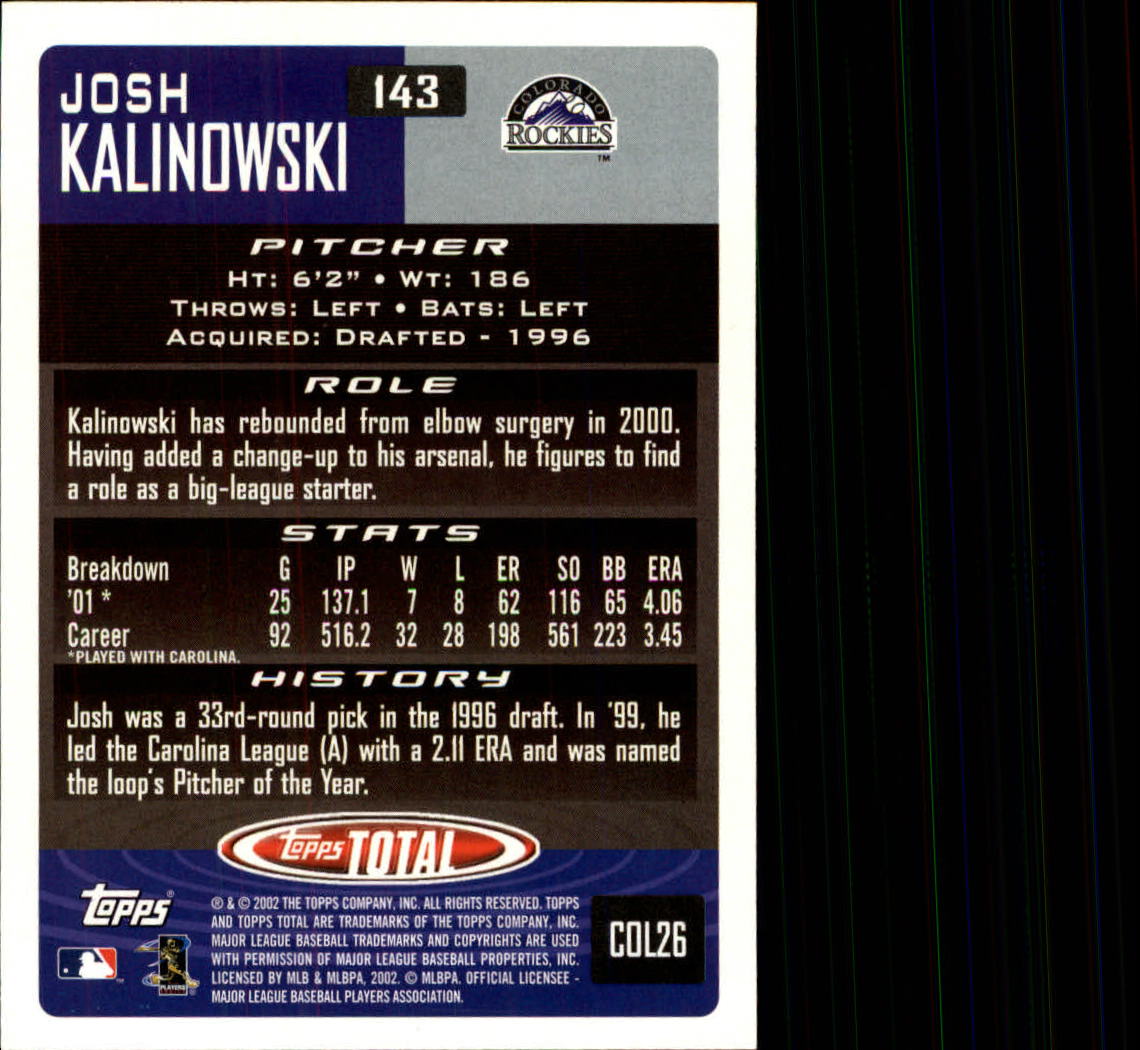 JOSH
KALINOWSKI
143
COLORADO
ROCKIES
™
PITCHER
HT: 6'2" • WT: 186
THROWS: LEFT • BATS: LEFT
ACQUIRED: DRAFTED - 1996
ROLE
Kalinowski has rebounded from elbow surgery in 2000.
Having added a change-up to his arsenal, he figures to find
a role as a big-league starter.
STATS
Breakdown G IP W L ER SO BB ERA
'01 * 25 137.1 7 8 62 116 65 4.06
Career 92 516.2 32 28 198 561 223 3.45
*PLAYED WITH CAROLINA.
HISTORY
Josh was a 33rd-round pick in the 1996 draft. In '99, he
led the Carolina League (A) with a 2.11 ERA and was named
the loop's Pitcher of the Year.
Topps TOTAL
Topps®
® & © 2002 THE TOPPS COMPANY, INC. ALL RIGHTS RESERVED. TOPPS
AND TOPPS TOTAL ARE TRADEMARKS OF THE TOPPS COMPANY, INC.
MAJOR LEAGUE BASEBALL TRADEMARKS AND COPYRIGHTS ARE USED
WITH PERMISSION OF MAJOR LEAGUE BASEBALL PROPERTIES, INC.
LICENSED BY MLB & MLBPA, 2002. © MLBPA. OFFICIAL LICENSEE -
MAJOR LEAGUE BASEBALL PLAYERS ASSOCIATION.
PLAYERS
COL26